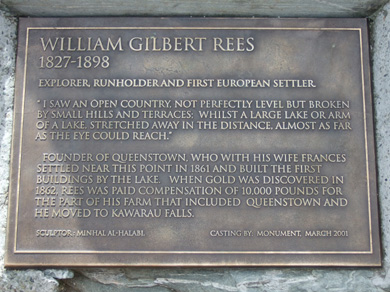 WILLIAM GILBERT REES
1827-1898
EXPLORER, RUNHOLDER AND FIRST EUROPEAN SETTLER.
"I SAW AN OPEN COUNTRY, NOT PERFECTLY LEVEL BUT BROKEN
BY SMALL HILLS AND TERRACES; WHILST A LARGE LAKE OR ARM
OF A LAKE, STRETCHED AWAY IN THE DISTANCE, ALMOST AS FAR
AS THE EYE COULD REACH."
FOUNDER OF QUEENSTOWN, WHO WITH HIS WIFE FRANCES
SETTLED NEAR THIS POINT IN 1861 AND BUILT THE FIRST
BUILDINGS BY THE LAKE. WHEN GOLD WAS DISCOVERED IN
1862, REES WAS PAID COMPENSATION OF 10,000 POUNDS FOR
THE PART OF HIS FARM THAT INCLUDED QUEENSTOWN AND
HE MOVED TO KAWARAU FALLS.
SCULPTOR: MINHAL AL-HALABI. CASTING BY: MONUMENT, MARCH 2001